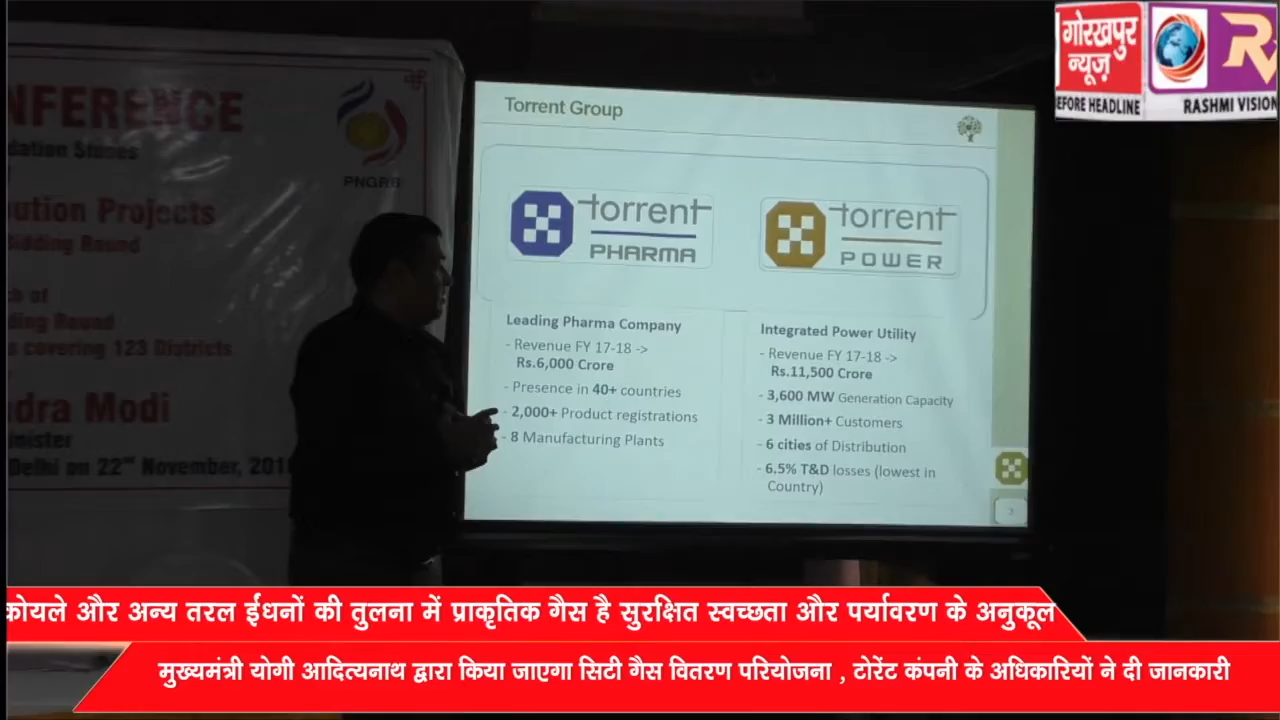 गोरखपुर
न्यूज़
EFORE HEADLINE
R
RASHMI VISION
NFERENCE
dation Stones
PNGRB
ution Projects
Bidding Round
ch of
ding Round
s covering 123 Districts
dra Modi
inister
Delhi on 22nd November, 201
Torrent Group
torrent
PHARMA
torrent
POWER
Leading Pharma Company
- Revenue FY 17-18 ->
Rs.6,000 Crore
- Presence in 40+ countries
- 2,000+ Product registrations
- 8 Manufacturing Plants
Integrated Power Utility
- Revenue FY 17-18 ->
Rs.11,500 Crore
- 3,600 MW Generation Capacity
- 3 Million+ Customers
- 6 cities of Distribution
- 6.5% T&D losses (lowest in
Country)
कोयले और अन्य तरल ईंधनों की तुलना में प्राकृतिक गैस है सुरक्षित स्वच्छता और पर्यावरण के अनुकूल
मुख्यमंत्री योगी आदित्यनाथ द्वारा किया जाएगा सिटी गैस वितरण परियोजना , टोरेंट कंपनी के अधिकारियों ने दी जानकारी